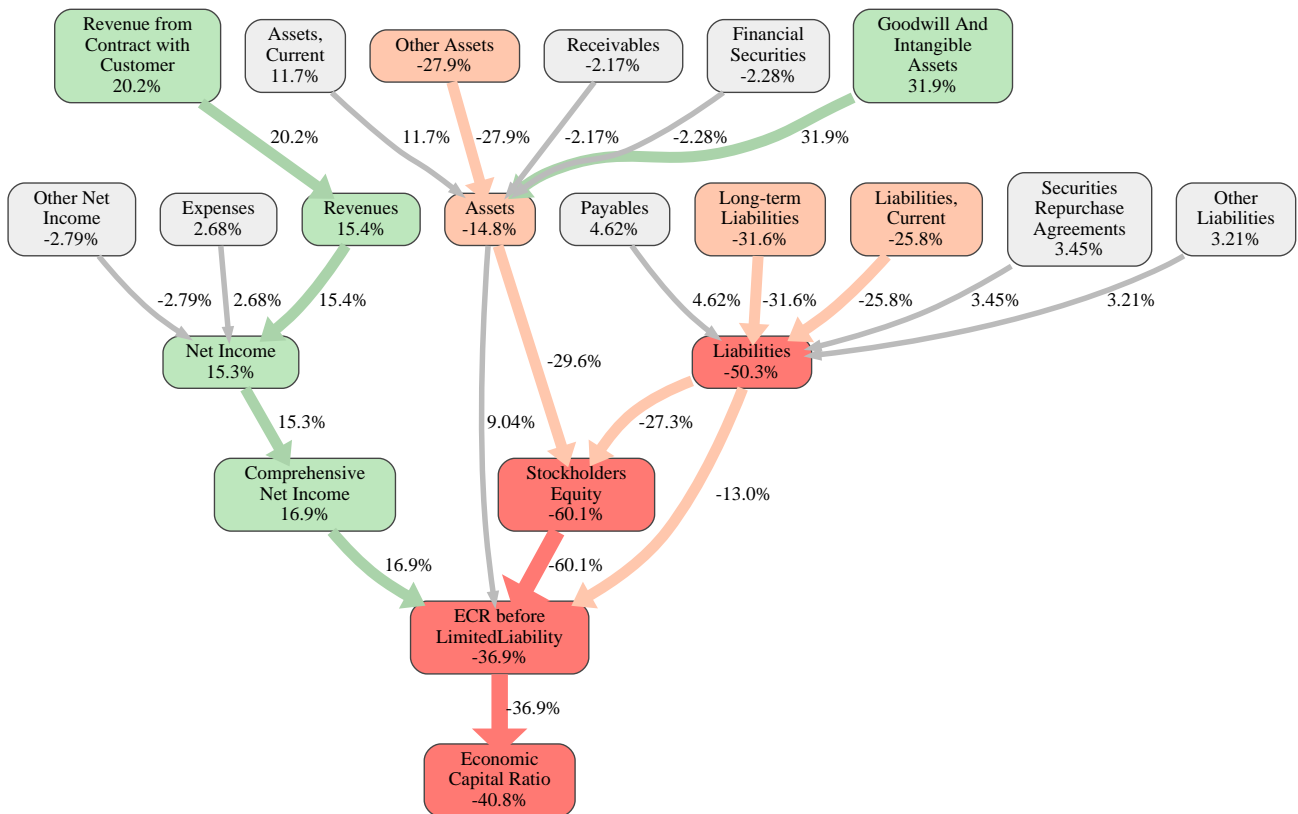 Revenue from
Contract with
Customer
20.2%
Assets,
Current
11.7%
Other Assets
-27.9%
Receivables
-2.17%
Financial
Securities
-2.28%
Goodwill And
Intangible
Assets
31.9%
20.2%
11.7%
-27.9%
-2.17%
-2.28%
31.9%
Other Net
Income
-2.79%
Expenses
2.68%
Revenues
15.4%
Assets
-14.8%
Payables
4.62%
Long-term
Liabilities
-31.6%
Liabilities,
Current
-25.8%
Securities
Repurchase
Agreements
3.45%
Other
Liabilities
3.21%
-2.79%
2.68%
15.4%
4.62%
-31.6%
-25.8%
3.45%
3.21%
Net Income
15.3%
-29.6%
Liabilities
-50.3%
15.3%
9.04%
-27.3%
Comprehensive
Net Income
16.9%
Stockholders
Equity
-60.1%
-13.0%
16.9%
-60.1%
ECR before
LimitedLiability
-36.9%
-36.9%
Economic
Capital Ratio
-40.8%